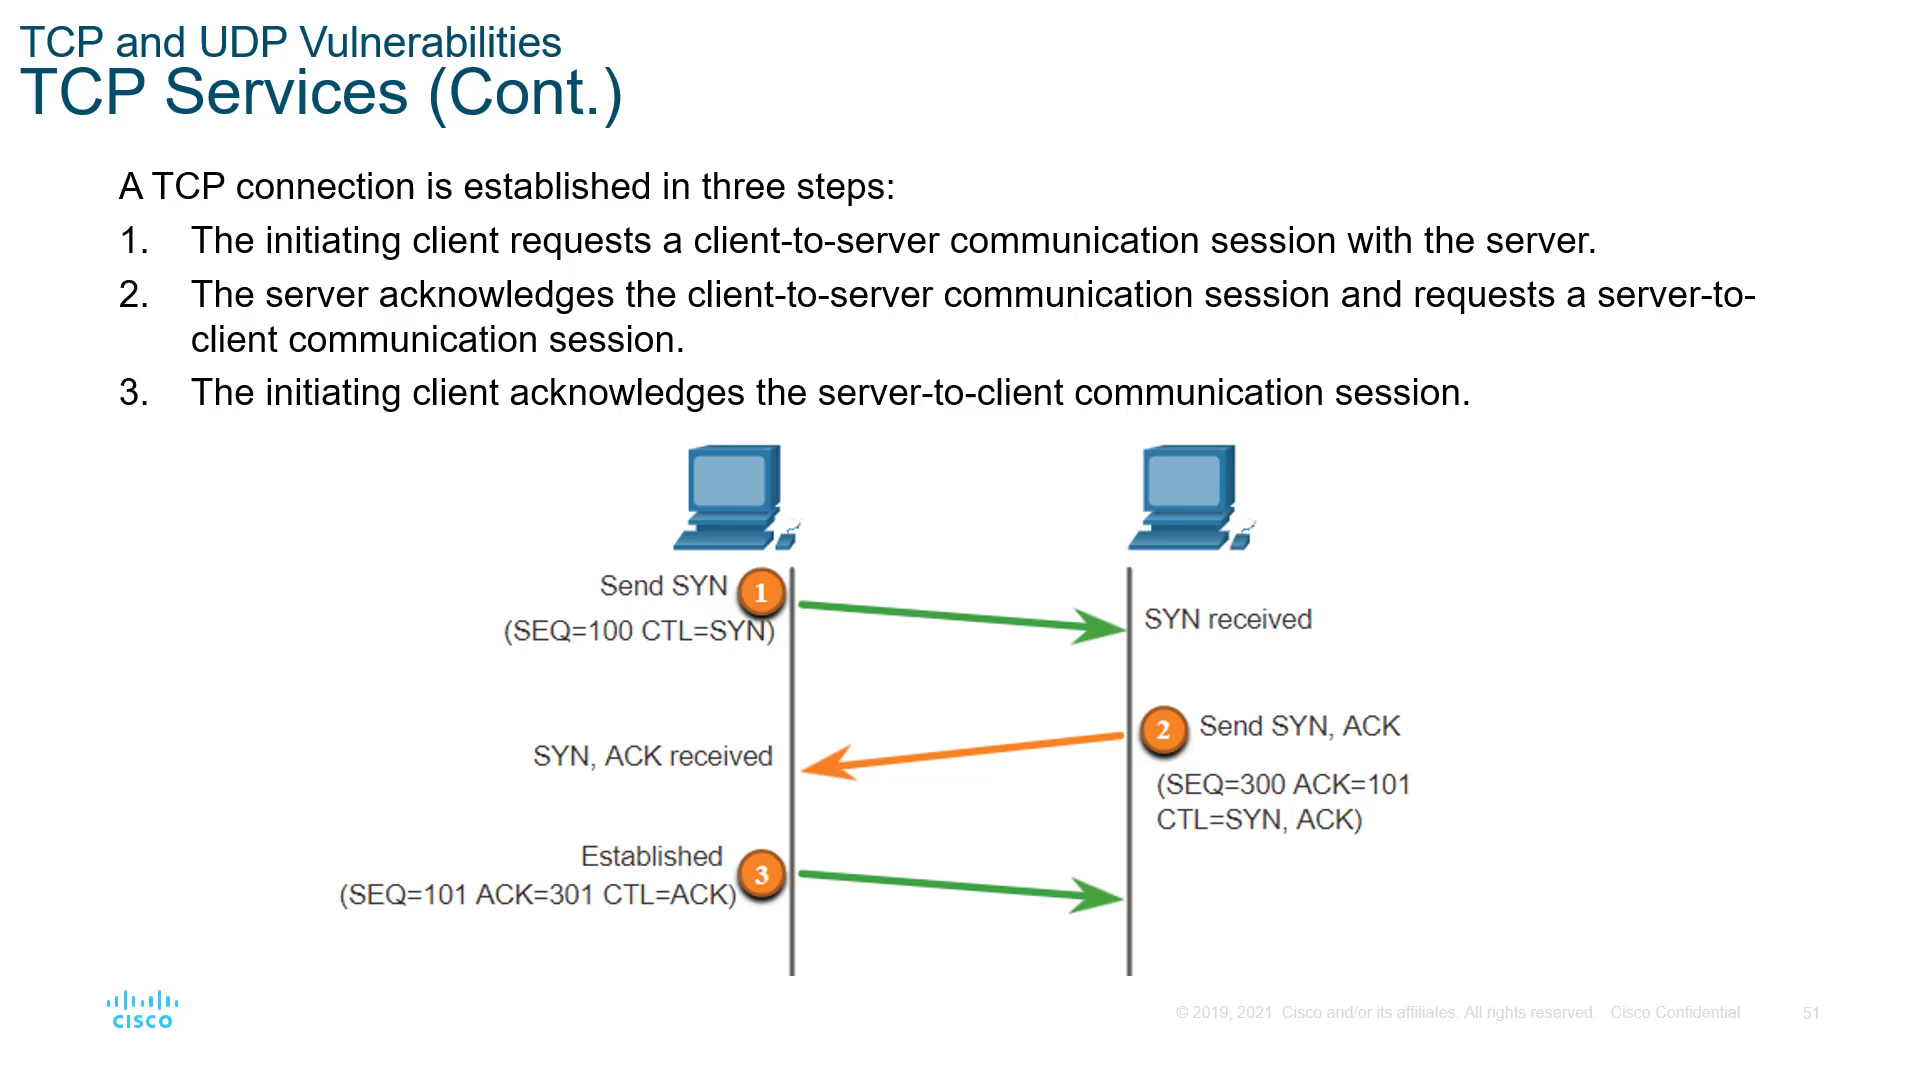 TCP and UDP Vulnerabilities
TCP Services (Cont.)
A TCP connection is established in three steps:
1. The initiating client requests a client-to-server communication session with the server.
2. The server acknowledges the client-to-server communication session and requests a server-to-
client communication session.
3. The initiating client acknowledges the server-to-client communication session.
Send SYN 1
(SEQ=100 CTL=SYN)
SYN received
2 Send SYN, ACK
(SEQ=300 ACK=101
CTL=SYN, ACK)
SYN, ACK received
Established 3
(SEQ=101 ACK=301 CTL=ACK)
CISCO
© 2019, 2021 Cisco and/or its affiliates. All rights reserved. Cisco Confidential
51